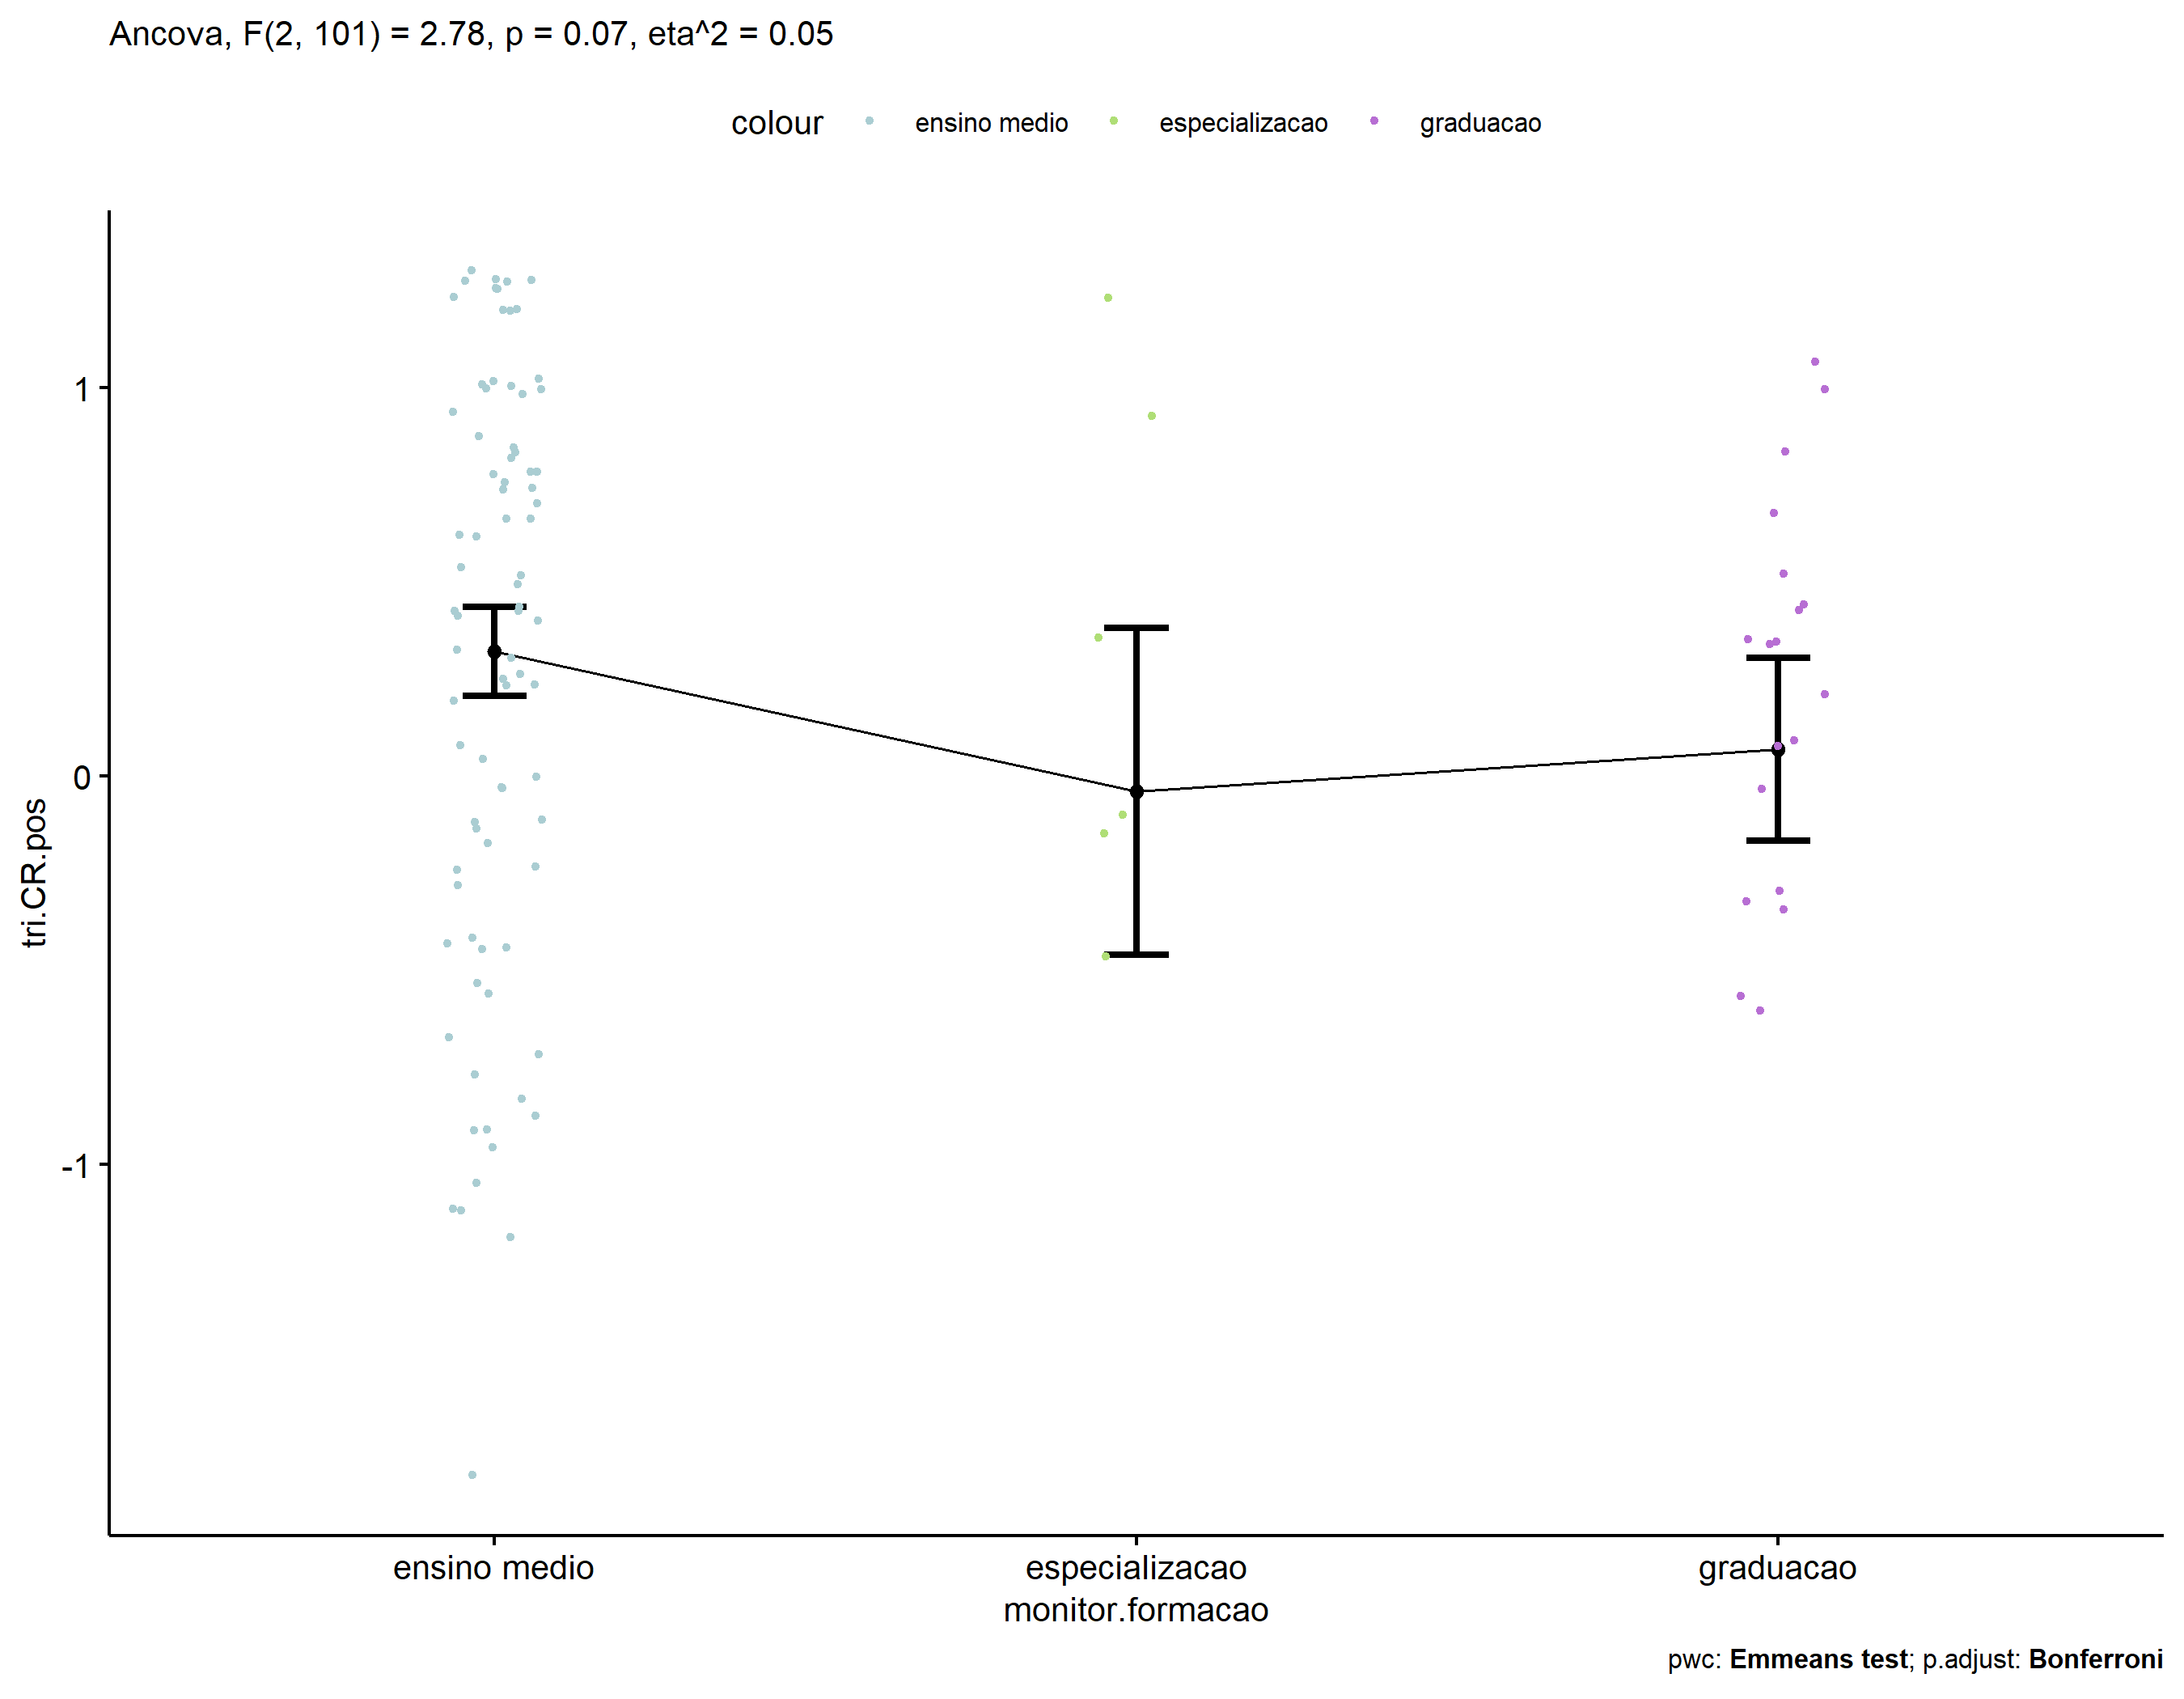 Ancova, F(2, 101) = 2.78, p = 0.07, eta^2 = 0.05
colour ensino medio especializacao graduacao
1
0
-1
tri.CR.pos
ensino medio especializacao graduacao
monitor.formacao
pwc: Emmeans test; p.adjust: Bonferroni